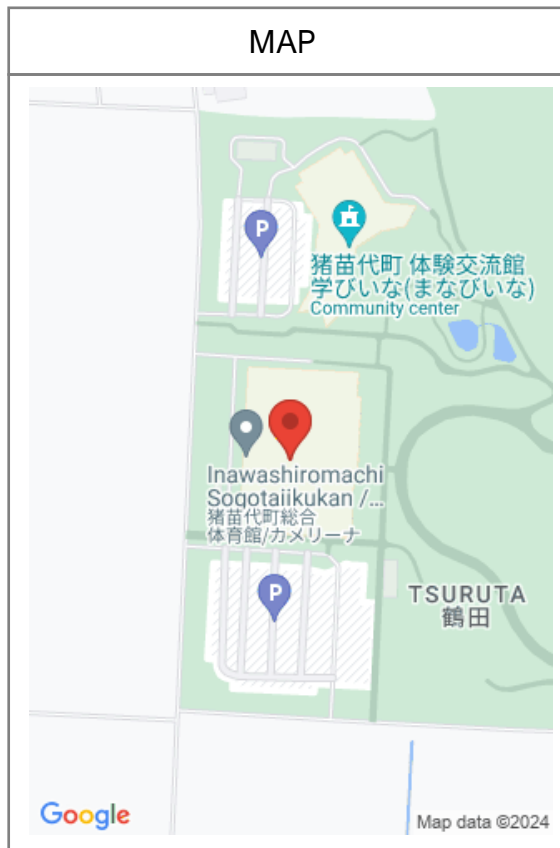 MAP
P
猪苗代町 体験交流館
学びいな(まなびいな)
Community center
Inawashiromachi
Sogotaiikukan /...
猪苗代町総合
体育館/カメリーナ
P
TSURUTA
鶴田
Google
Map data ©2024